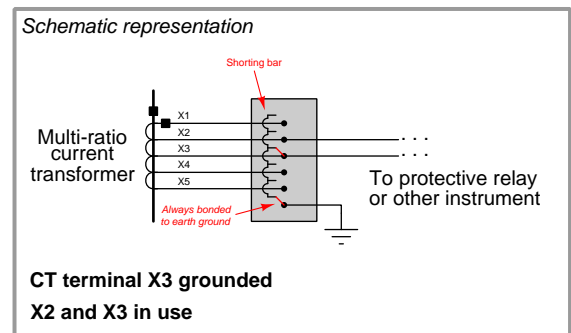 Schematic representation
Shorting bar
X1
X2
X3
X4
X5
Multi-ratio
current
transformer
. . .
. . .
To protective relay
or other instrument
Always bonded
to earth ground
CT terminal X3 grounded
X2 and X3 in use